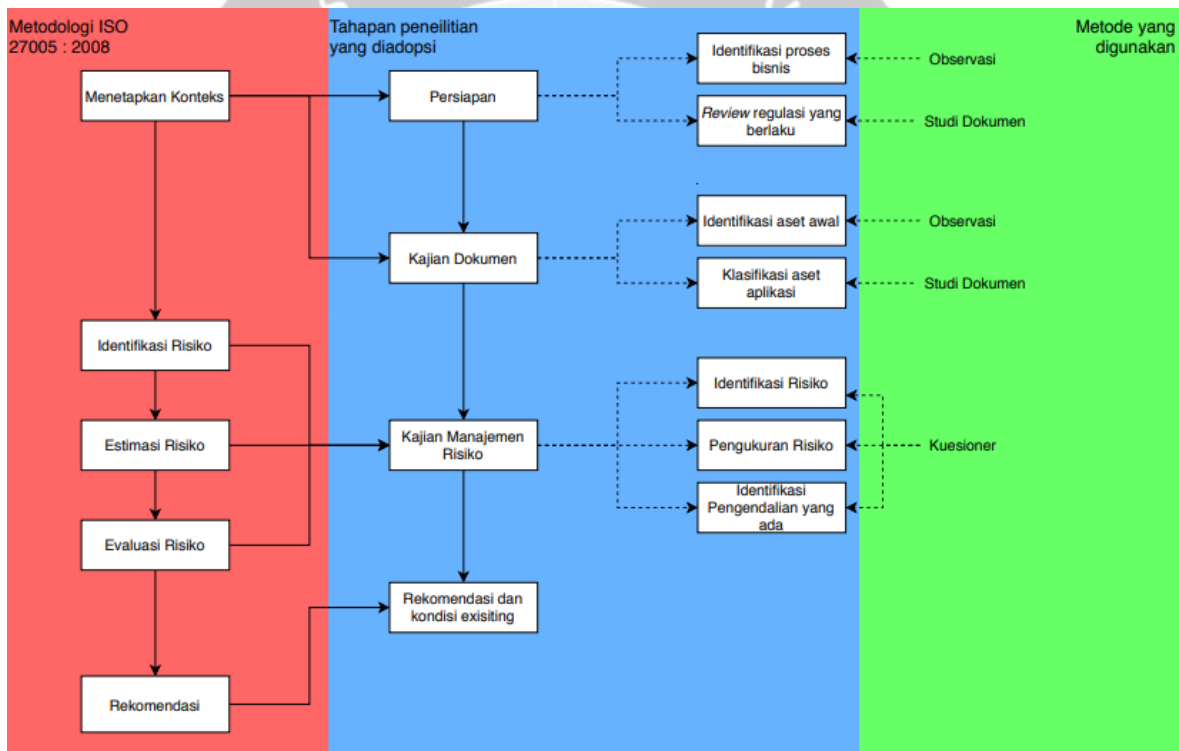 Metodologi ISO
27005 : 2008
Tahapan peneilitian
yang diadopsi
Metode yang
digunakan
Menetapkan Konteks
Persiapan
Identifikasi proses
bisnis
Observasi
Review regulasi yang
berlaku
Studi Dokumen
Kajian Dokumen
Identifikasi aset awal
Observasi
Klasifikasi aset
aplikasi
Studi Dokumen
Identifikasi Risiko
Estimasi Risiko
Evaluasi Risiko
Kajian Manajemen
Risiko
Identifikasi Risiko
Pengukuran Risiko
Identifikasi
Pengendalian yang
ada
Kuesioner
Rekomendasi dan
kondisi exisiting
Rekomendasi